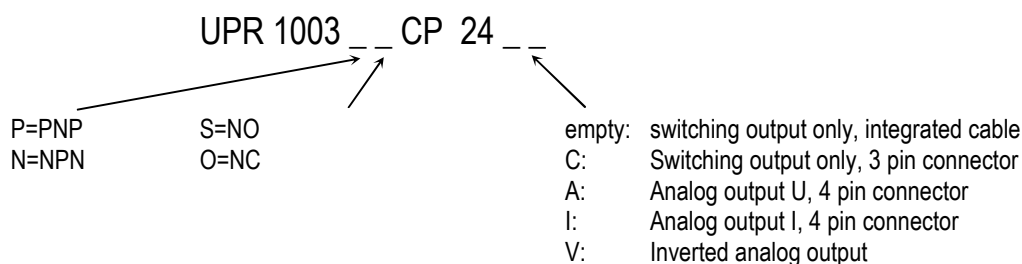 UPR 1003 _ _ CP 24 _ _
P=PNP S=NO empty: switching output only, integrated cable
N=NPN O=NC C: Switching output only, 3 pin connector
A: Analog output U, 4 pin connector
I: Analog output I, 4 pin connector
V: Inverted analog output